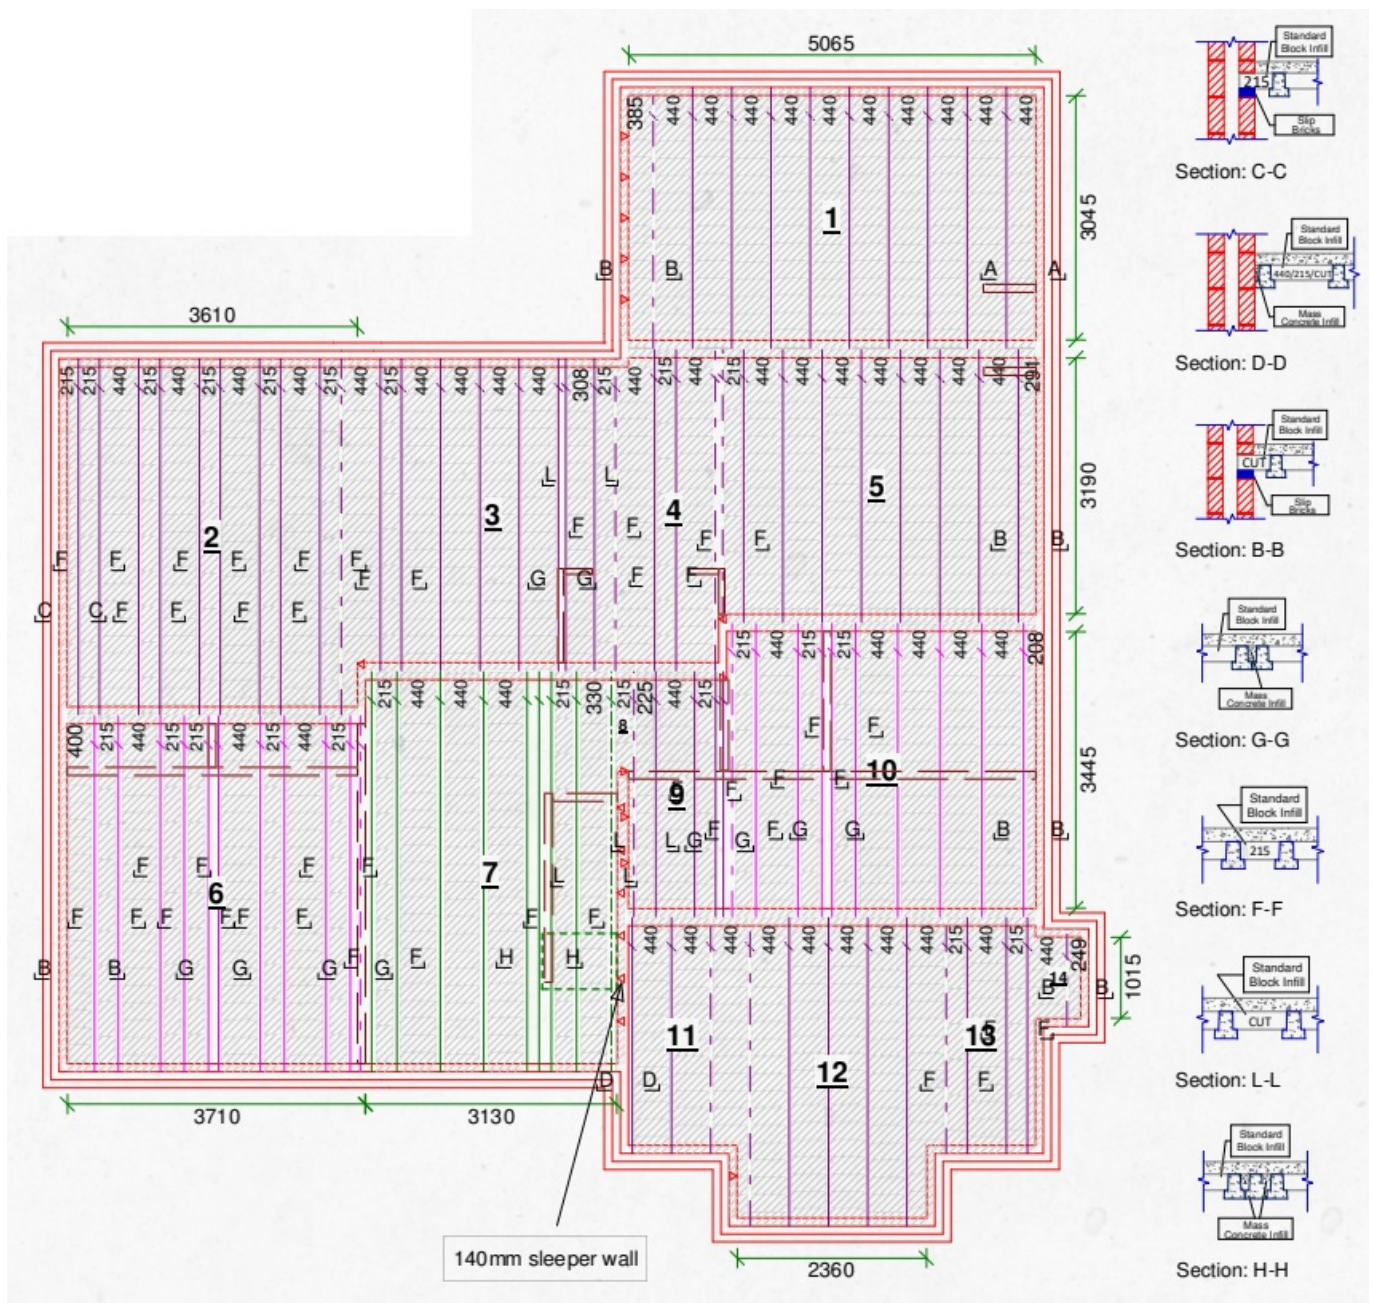 5065
385 440 440 440 440 440 440 440 440 440 440
1
3045
B B A A
3610
215 215 440 215 440 215 440 215 440 215 440 215 440 440 440 440 308 215 440 215 440 215 440 440 440 440 440 440 440 291
2
3
4
5
3190
L L
F F F F F F F F F F F B B
F F G G F F
C C F F F F
215 440 215 215 440 440 440 440 208
215 440 440 440 215 330 215 225 440 215
400 215 440 215 215 440 215 440 215
8
F F
9
10
3445
F F F
L L G F G F G G B B
F F F F L L
6
7
F F F F F F F F
B B G G F G F H H
440 440 440 440 440 440 440 440 215 440 215 440 249
14
B B
1015
F
11
12
13
D D F F
3710
3130
140mm sleeper wall
2360
Standard
Block Infill
215
Slip
Bricks
Section: C-C
Standard
Block Infill
440/215/CUT
Mass
Concrete Infill
Section: D-D
Standard
Block Infill
CUT
Slip
Bricks
Section: B-B
Standard
Block Infill
Mass
Concrete Infill
Section: G-G
Standard
Block Infill
215
Section: F-F
Standard
Block Infill
CUT
Section: L-L
Standard
Block Infill
Mass
Concrete Infill
Section: H-H